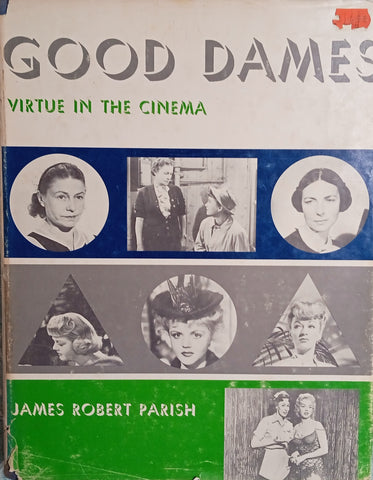 GOOD DAMES
VIRTUE IN THE CINEMA
JAMES ROBERT PARISH